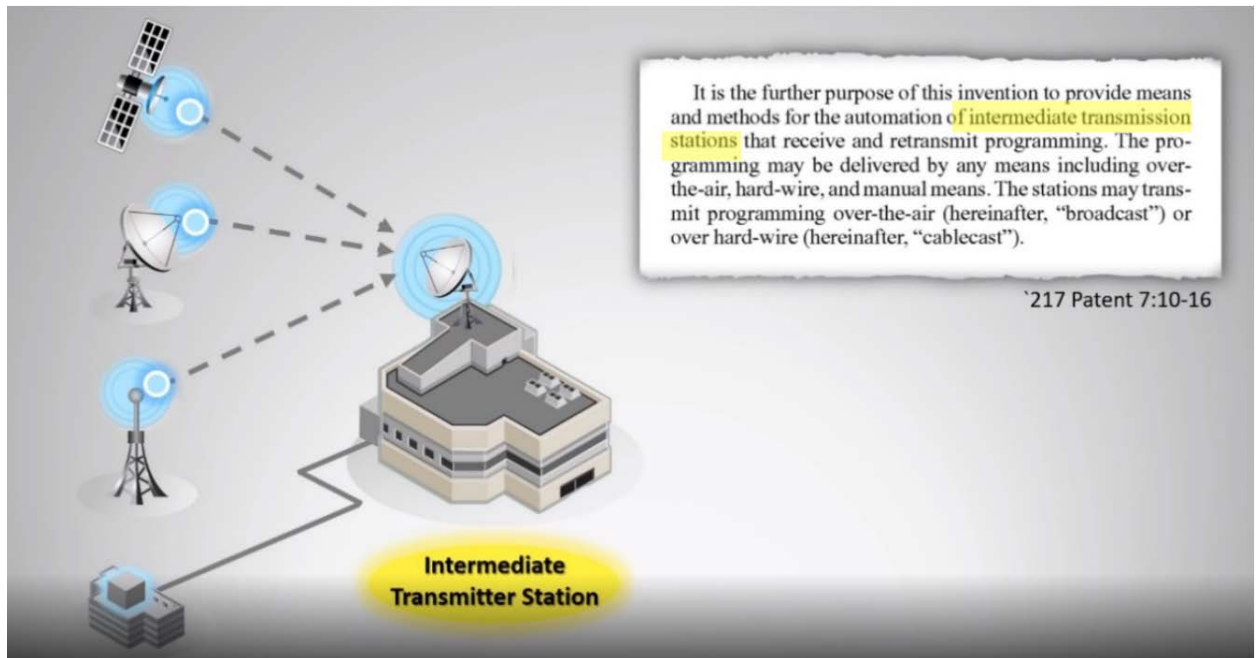 It is the further purpose of this invention to provide means
and methods for the automation of intermediate transmission
stations that receive and retransmit programming. The pro-
gramming may be delivered by any means including over-
the-air, hard-wire, and manual means. The stations may trans-
mit programming over-the-air (hereinafter, “broadcast”) or
over hard-wire (hereinafter, “cablecast”).
`217 Patent 7:10-16
Intermediate
Transmitter Station